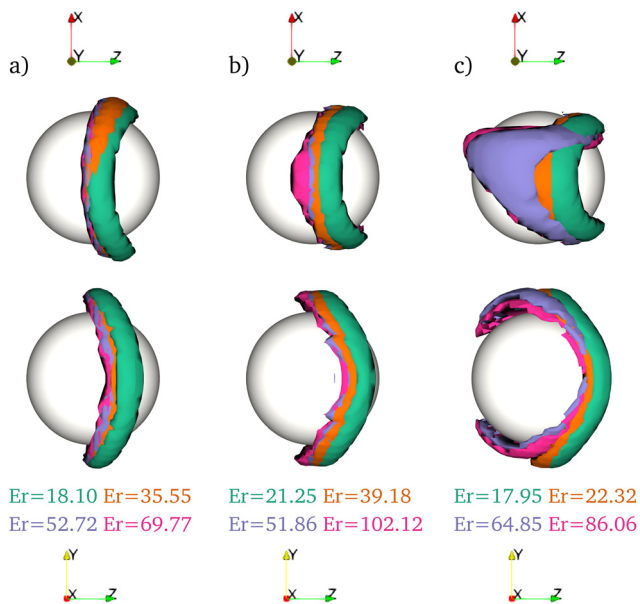 X X X
a) Y Z b) Y Z c) Y Z
Er=18.10 Er=35.55 Er=21.25 Er=39.18 Er=17.95 Er=22.32
Er=52.72 Er=69.77 Er=51.86 Er=102.12 Er=64.85 Er=86.06
Y Y Y
X Z X Z X Z